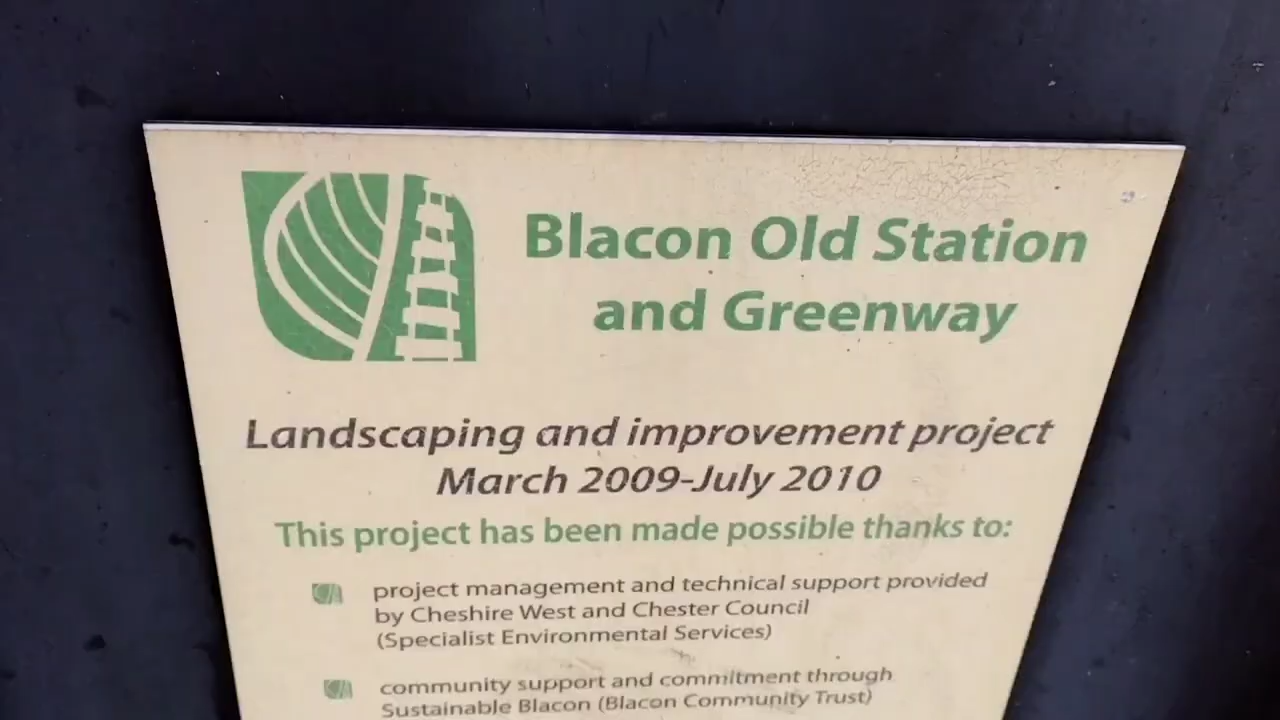 Blacon Old Station
and Greenway
Landscaping and improvement project
March 2009-July 2010
This project has been made possible thanks to:
project management and technical support provided
by Cheshire West and Chester Council
(Specialist Environmental Services)
community support and commitment through
Sustainable Blacon (Blacon Community Trust)